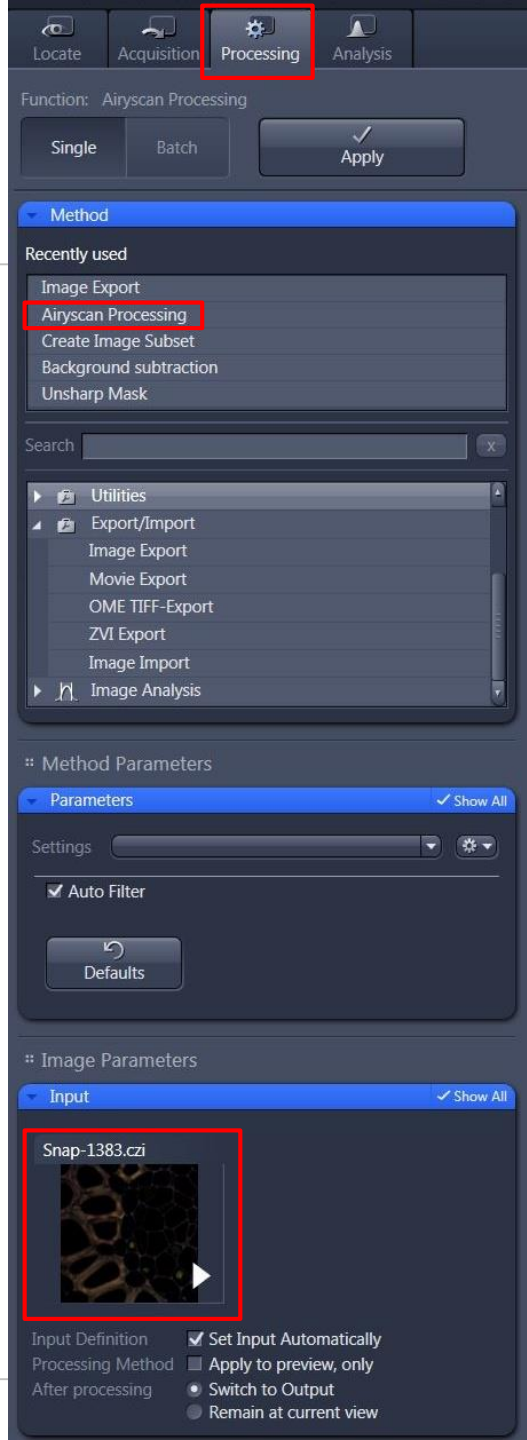 Locate Acquisition Processing Analysis
Function: Airyscan Processing
Single Batch Apply
Method
Recently used
Image Export
Airyscan Processing
Create Image Subset
Background subtraction
Unsharp Mask
Search x
Utilities
Export/Import
Image Export
Movie Export
OME TIFF-Export
ZVI Export
Image Import
Image Analysis
Method Parameters
Parameters Show All
Settings
Auto Filter
Defaults
Image Parameters
Input Show All
Snap-1383.czi
Input Definition Set Input Automatically
Processing Method Apply to preview, only
After processing Switch to Output
Remain at current view